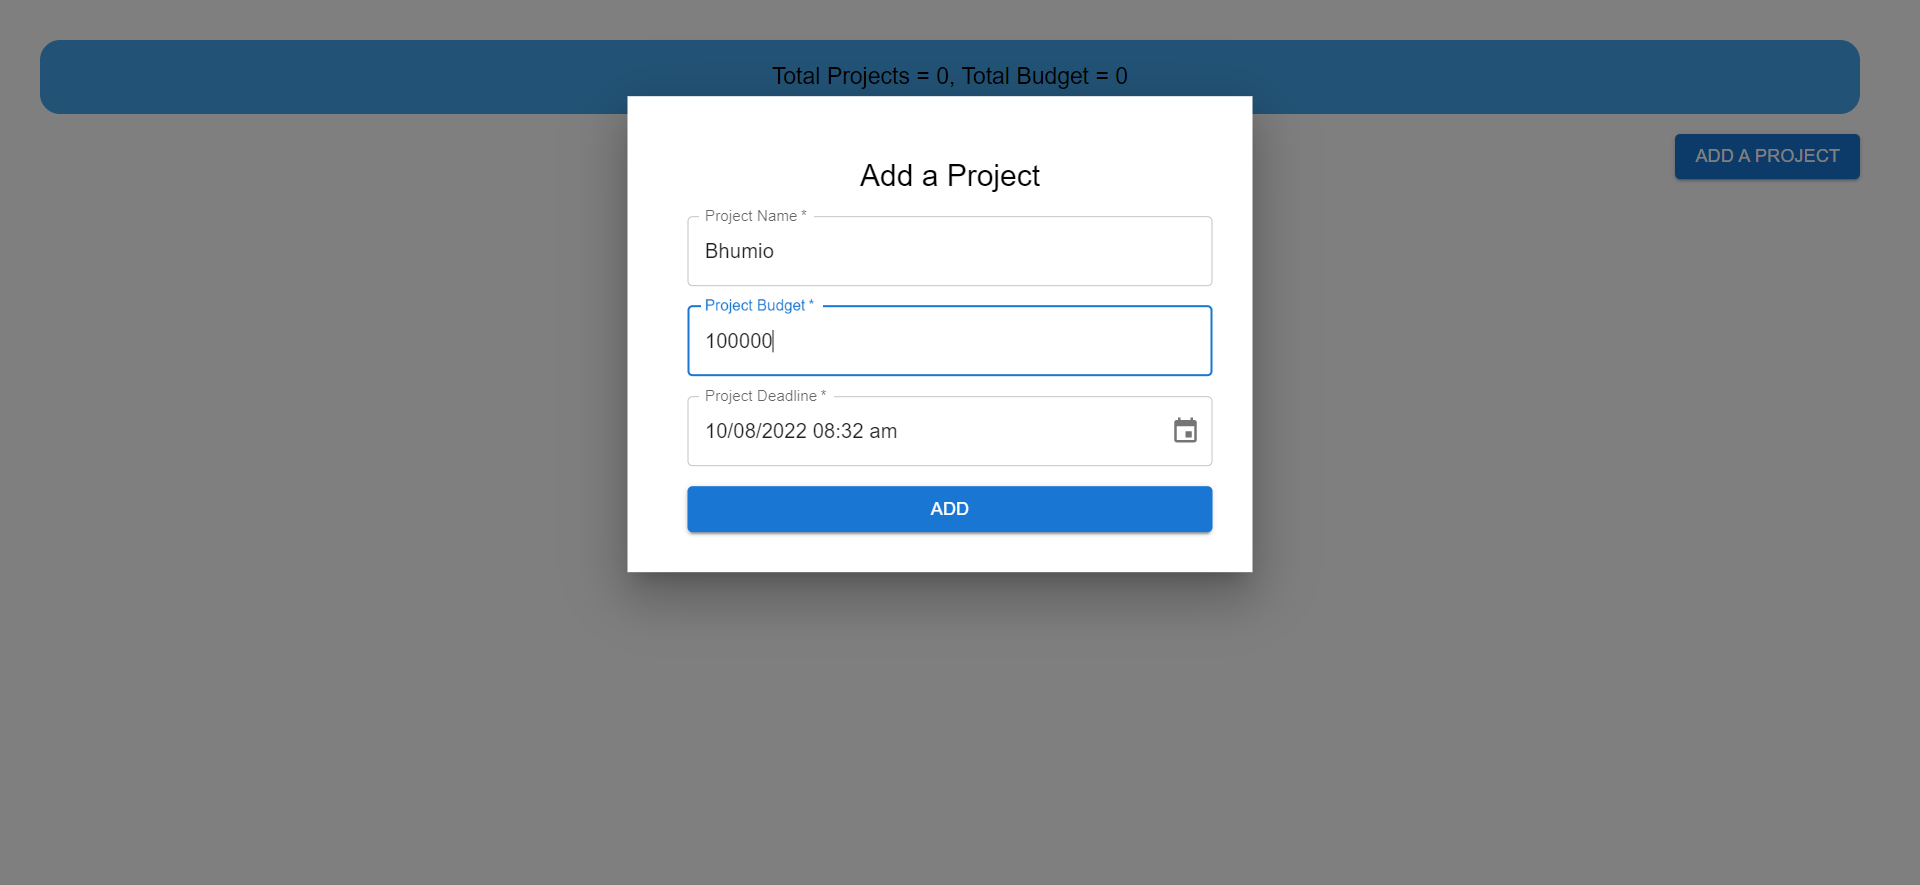 Total Projects = 0, Total Budget = 0
ADD A PROJECT
Add a Project
Project Name *
Bhumio
Project Budget *
100000
Project Deadline *
10/08/2022 08:32 am
ADD